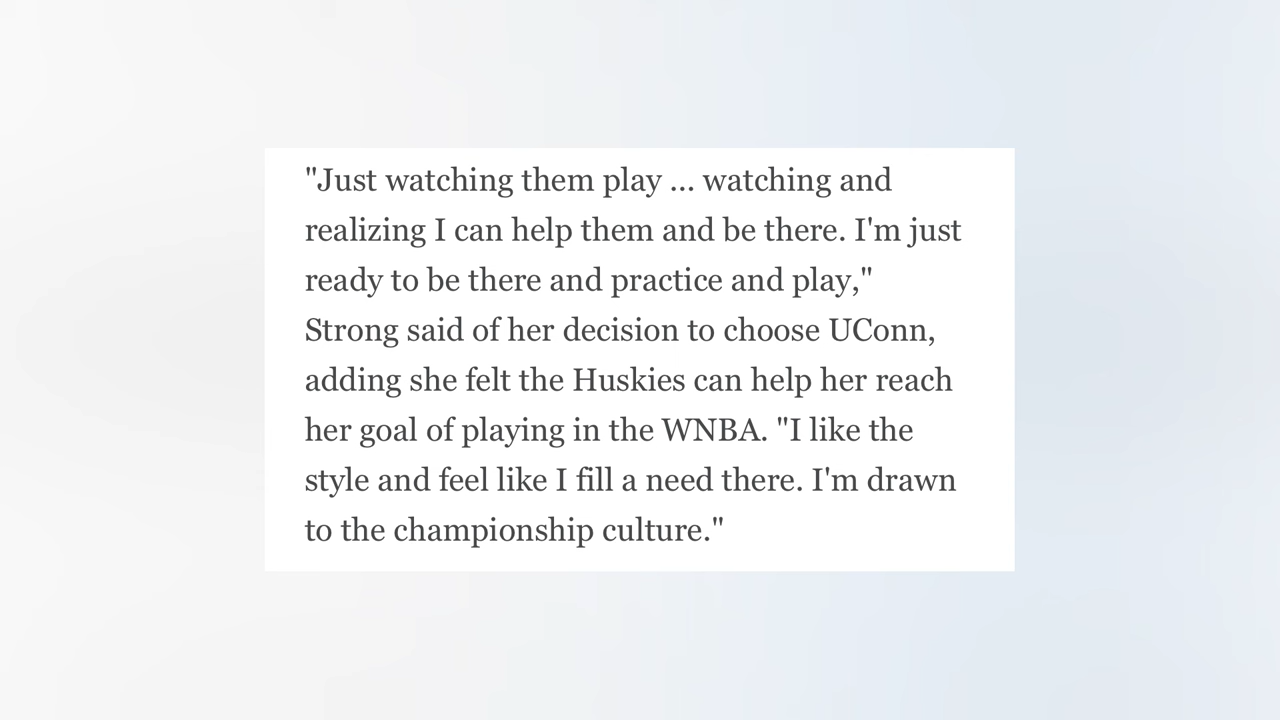 "Just watching them play ... watching and
realizing I can help them and be there. I'm just
ready to be there and practice and play,"
Strong said of her decision to choose UConn,
adding she felt the Huskies can help her reach
her goal of playing in the WNBA. "I like the
style and feel like I fill a need there. I'm drawn
to the championship culture."